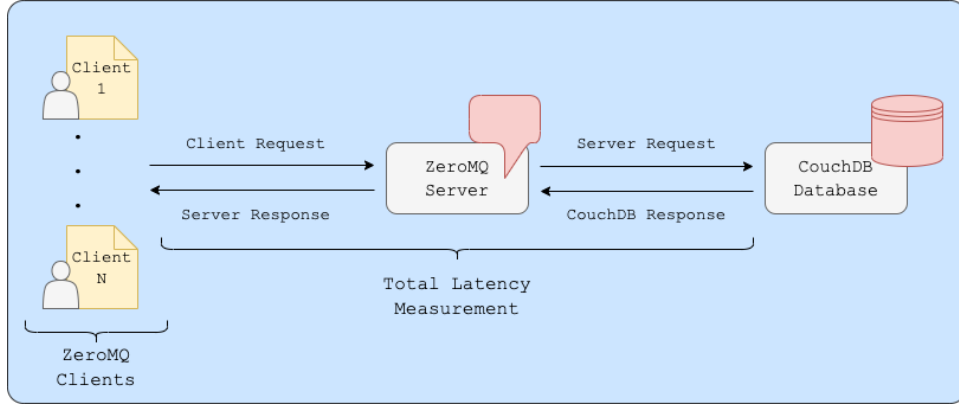 Client
1
Client Request
Server Request
ZeroMQ
Server
CouchDB
Database
Server Response
CouchDB Response
Client
N
Total Latency
Measurement
ZeroMQ
Clients